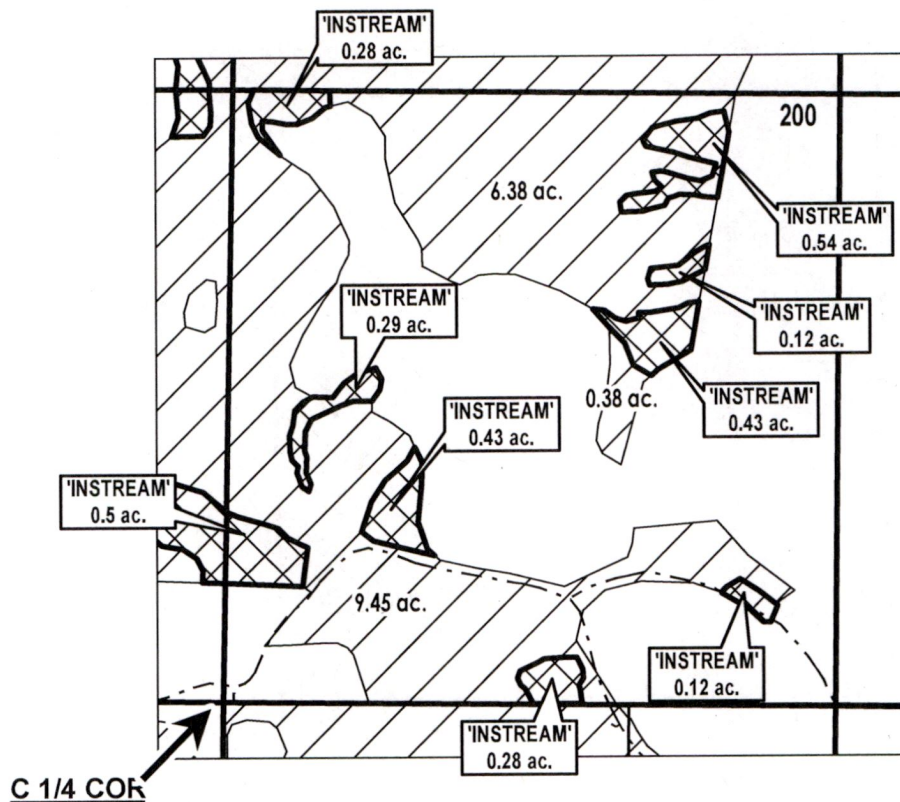 'INSTREAM'
0.28 ac.
200
6.38 ac.
'INSTREAM'
0.54 ac.
'INSTREAM'
0.29 ac.
'INSTREAM'
0.12 ac.
0.38 ac.
'INSTREAM'
0.43 ac.
'INSTREAM'
0.43 ac.
'INSTREAM'
0.5 ac.
9.45 ac.
'INSTREAM'
0.12 ac.
'INSTREAM'
0.28 ac.
C 1/4 COR